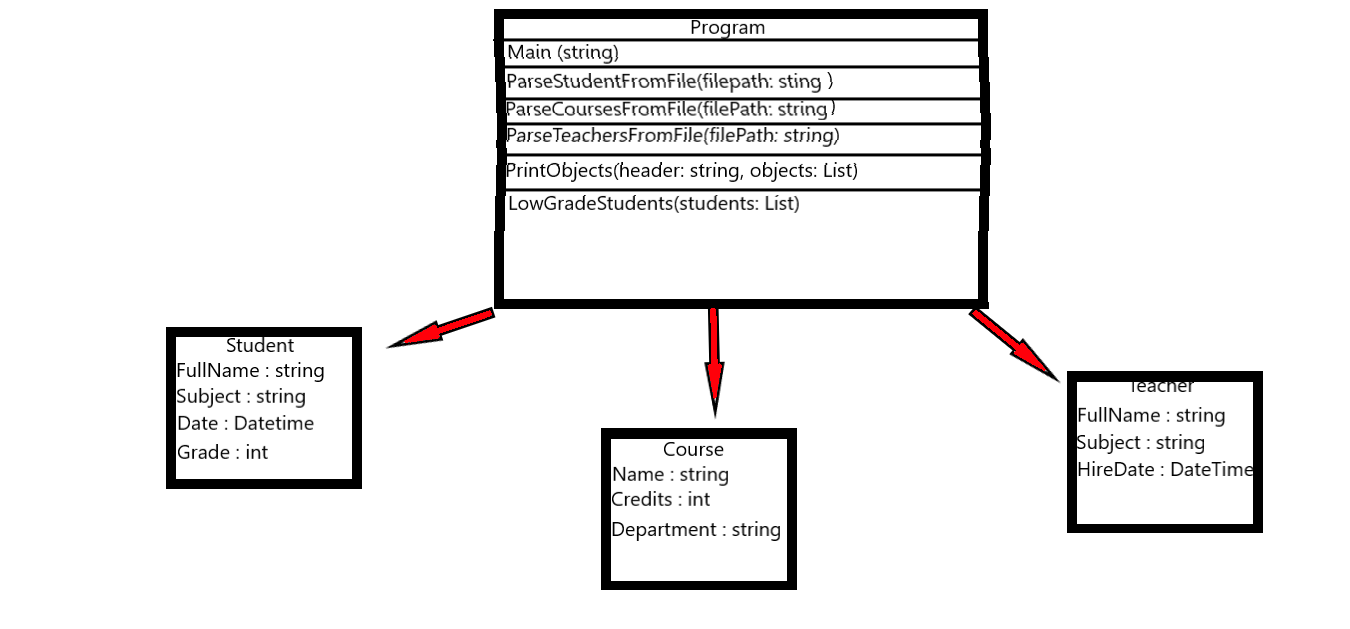 Program
Main (string)
ParseStudentFromFile(filepath: sting )
ParseCoursesFromFile(filePath: string)
ParseTeachersFromFile(filePath: string)
PrintObjects(header: string, objects: List)
LowGradeStudents(students: List)
Student
FullName : string
Subject : string
Date : Datetime
Grade : int
Course
Name : string
Credits : int
Department : string
Teacher
FullName : string
Subject : string
HireDate : DateTime